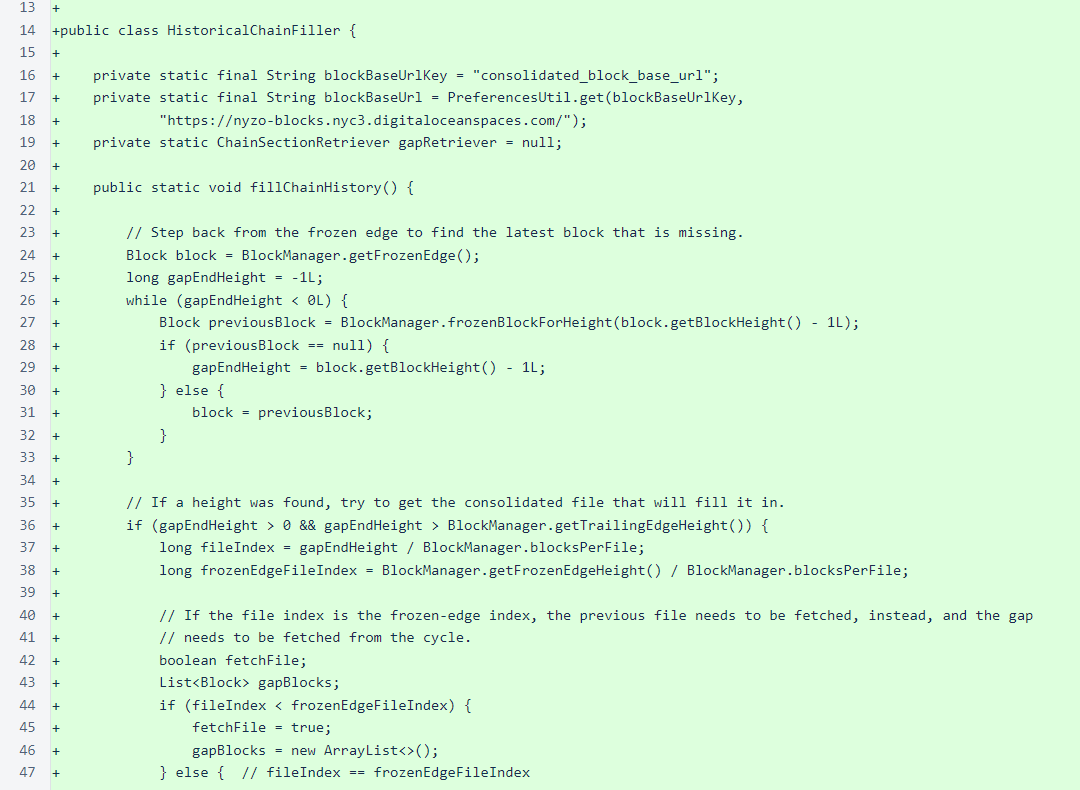 13 +
14 +public class HistoricalChainFiller {
15 +
16 +    private static final String blockBaseUrlKey = "consolidated_block_base_url";
17 +    private static final String blockBaseUrl = PreferencesUtil.get(blockBaseUrlKey,
18 +            "https://nyzo-blocks.nyc3.digitaloceanspaces.com/");
19 +    private static ChainSectionRetriever gapRetriever = null;
20 +
21 +    public static void fillChainHistory() {
22 +
23 +        // Step back from the frozen edge to find the latest block that is missing.
24 +        Block block = BlockManager.getFrozenEdge();
25 +        long gapEndHeight = -1L;
26 +        while (gapEndHeight < 0L) {
27 +            Block previousBlock = BlockManager.frozenBlockForHeight(block.getBlockHeight() - 1L);
28 +            if (previousBlock == null) {
29 +                gapEndHeight = block.getBlockHeight() - 1L;
30 +            } else {
31 +                block = previousBlock;
32 +            }
33 +        }
34 +
35 +        // If a height was found, try to get the consolidated file that will fill it in.
36 +        if (gapEndHeight > 0 && gapEndHeight > BlockManager.getTrailingEdgeHeight()) {
37 +            long fileIndex = gapEndHeight / BlockManager.blocksPerFile;
38 +            long frozenEdgeFileIndex = BlockManager.getFrozenEdgeHeight() / BlockManager.blocksPerFile;
39 +
40 +            // If the file index is the frozen-edge index, the previous file needs to be fetched, instead, and the gap
41 +            // needs to be fetched from the cycle.
42 +            boolean fetchFile;
43 +            List<Block> gapBlocks;
44 +            if (fileIndex < frozenEdgeFileIndex) {
45 +                fetchFile = true;
46 +                gapBlocks = new ArrayList<>();
47 +            } else {  // fileIndex == frozenEdgeFileIndex